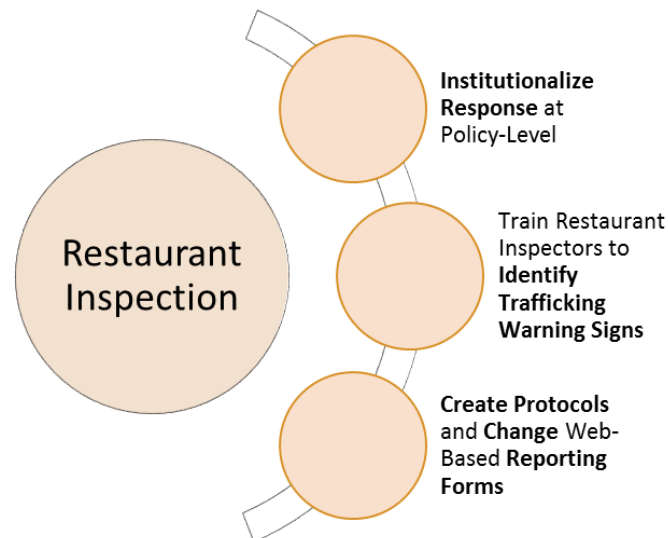 Restaurant
Inspection
Institutionalize
Response at
Policy-Level
Train Restaurant
Inspectors to
Identify
Trafficking
Warning Signs
Create Protocols
and Change Web-
Based Reporting
Forms